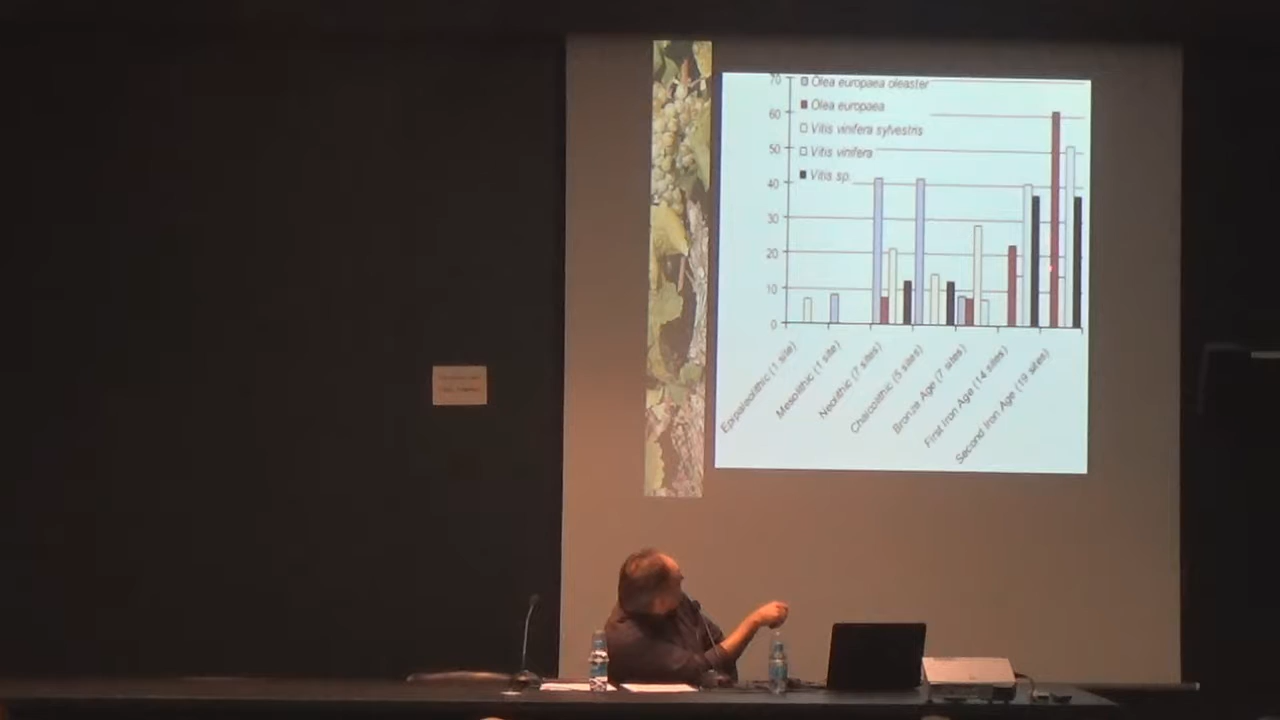 70
Olea europaea oleaster
60
Olea europaea
Vitis vinifera sylvestris
50
Vitis vinifera
40
Vitis sp.
30
20
10
0
Epipaleolithic (1 site)
Mesolithic (1 site)
Neolithic (7 sites)
Chalcolithic (5 sites)
Bronze Age (7 sites)
First Iron Age (14 sites)
Second Iron Age (19 sites)